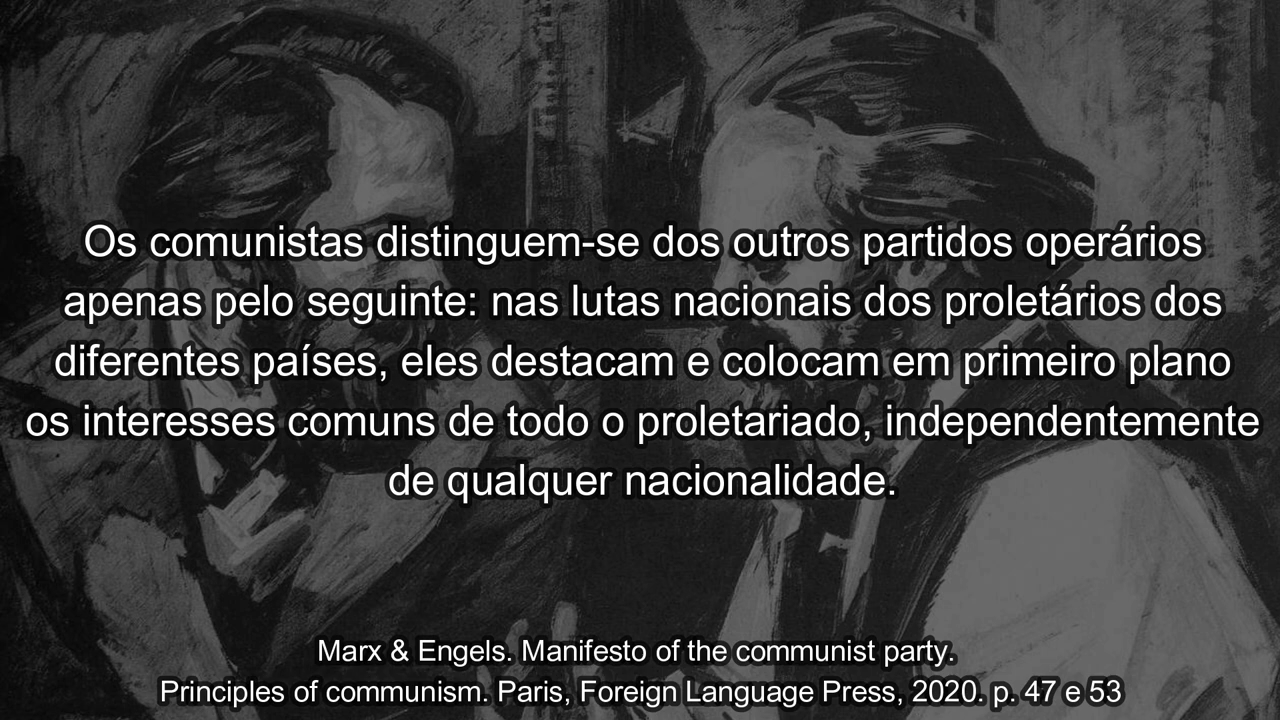 Os comunistas distinguem-se dos outros partidos operários
apenas pelo seguinte: nas lutas nacionais dos proletários dos
diferentes países, eles destacam e colocam em primeiro plano
os interesses comuns de todo o proletariado, independentemente
de qualquer nacionalidade.
Marx & Engels. Manifesto of the communist party.
Principles of communism. Paris, Foreign Language Press, 2020. p. 47 e 53